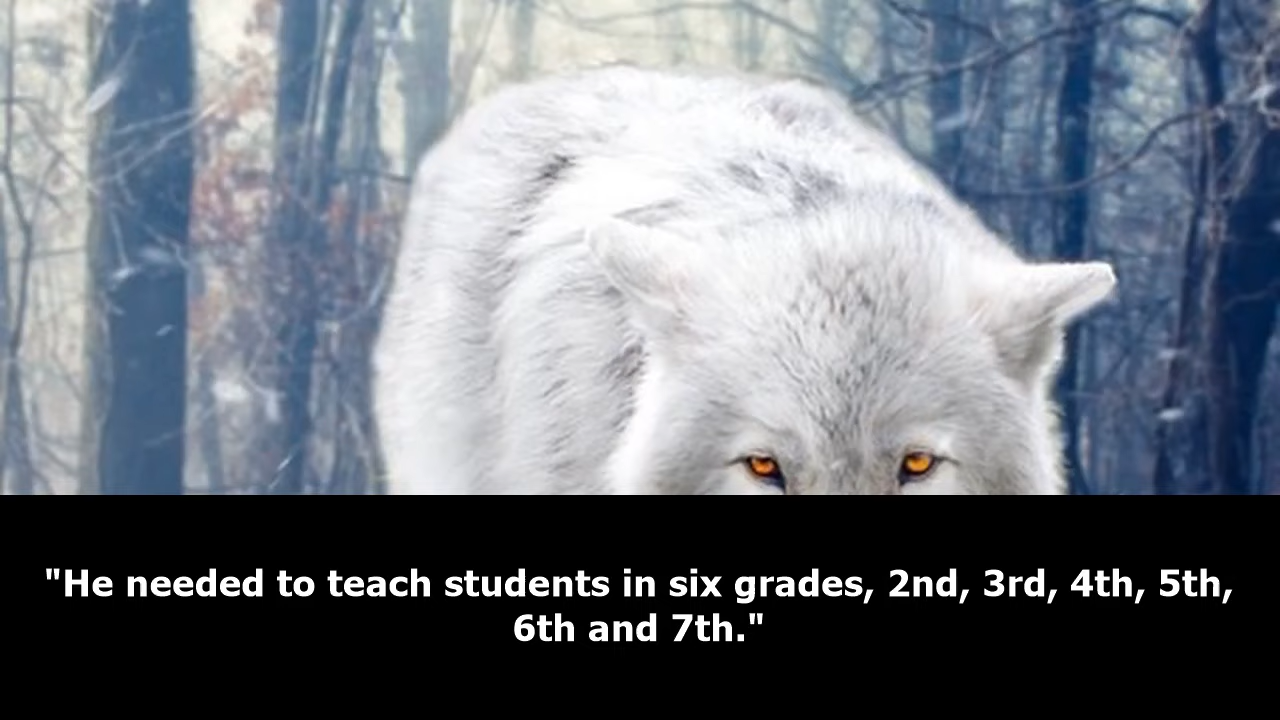 "He needed to teach students in six grades, 2nd, 3rd, 4th, 5th,
6th and 7th."